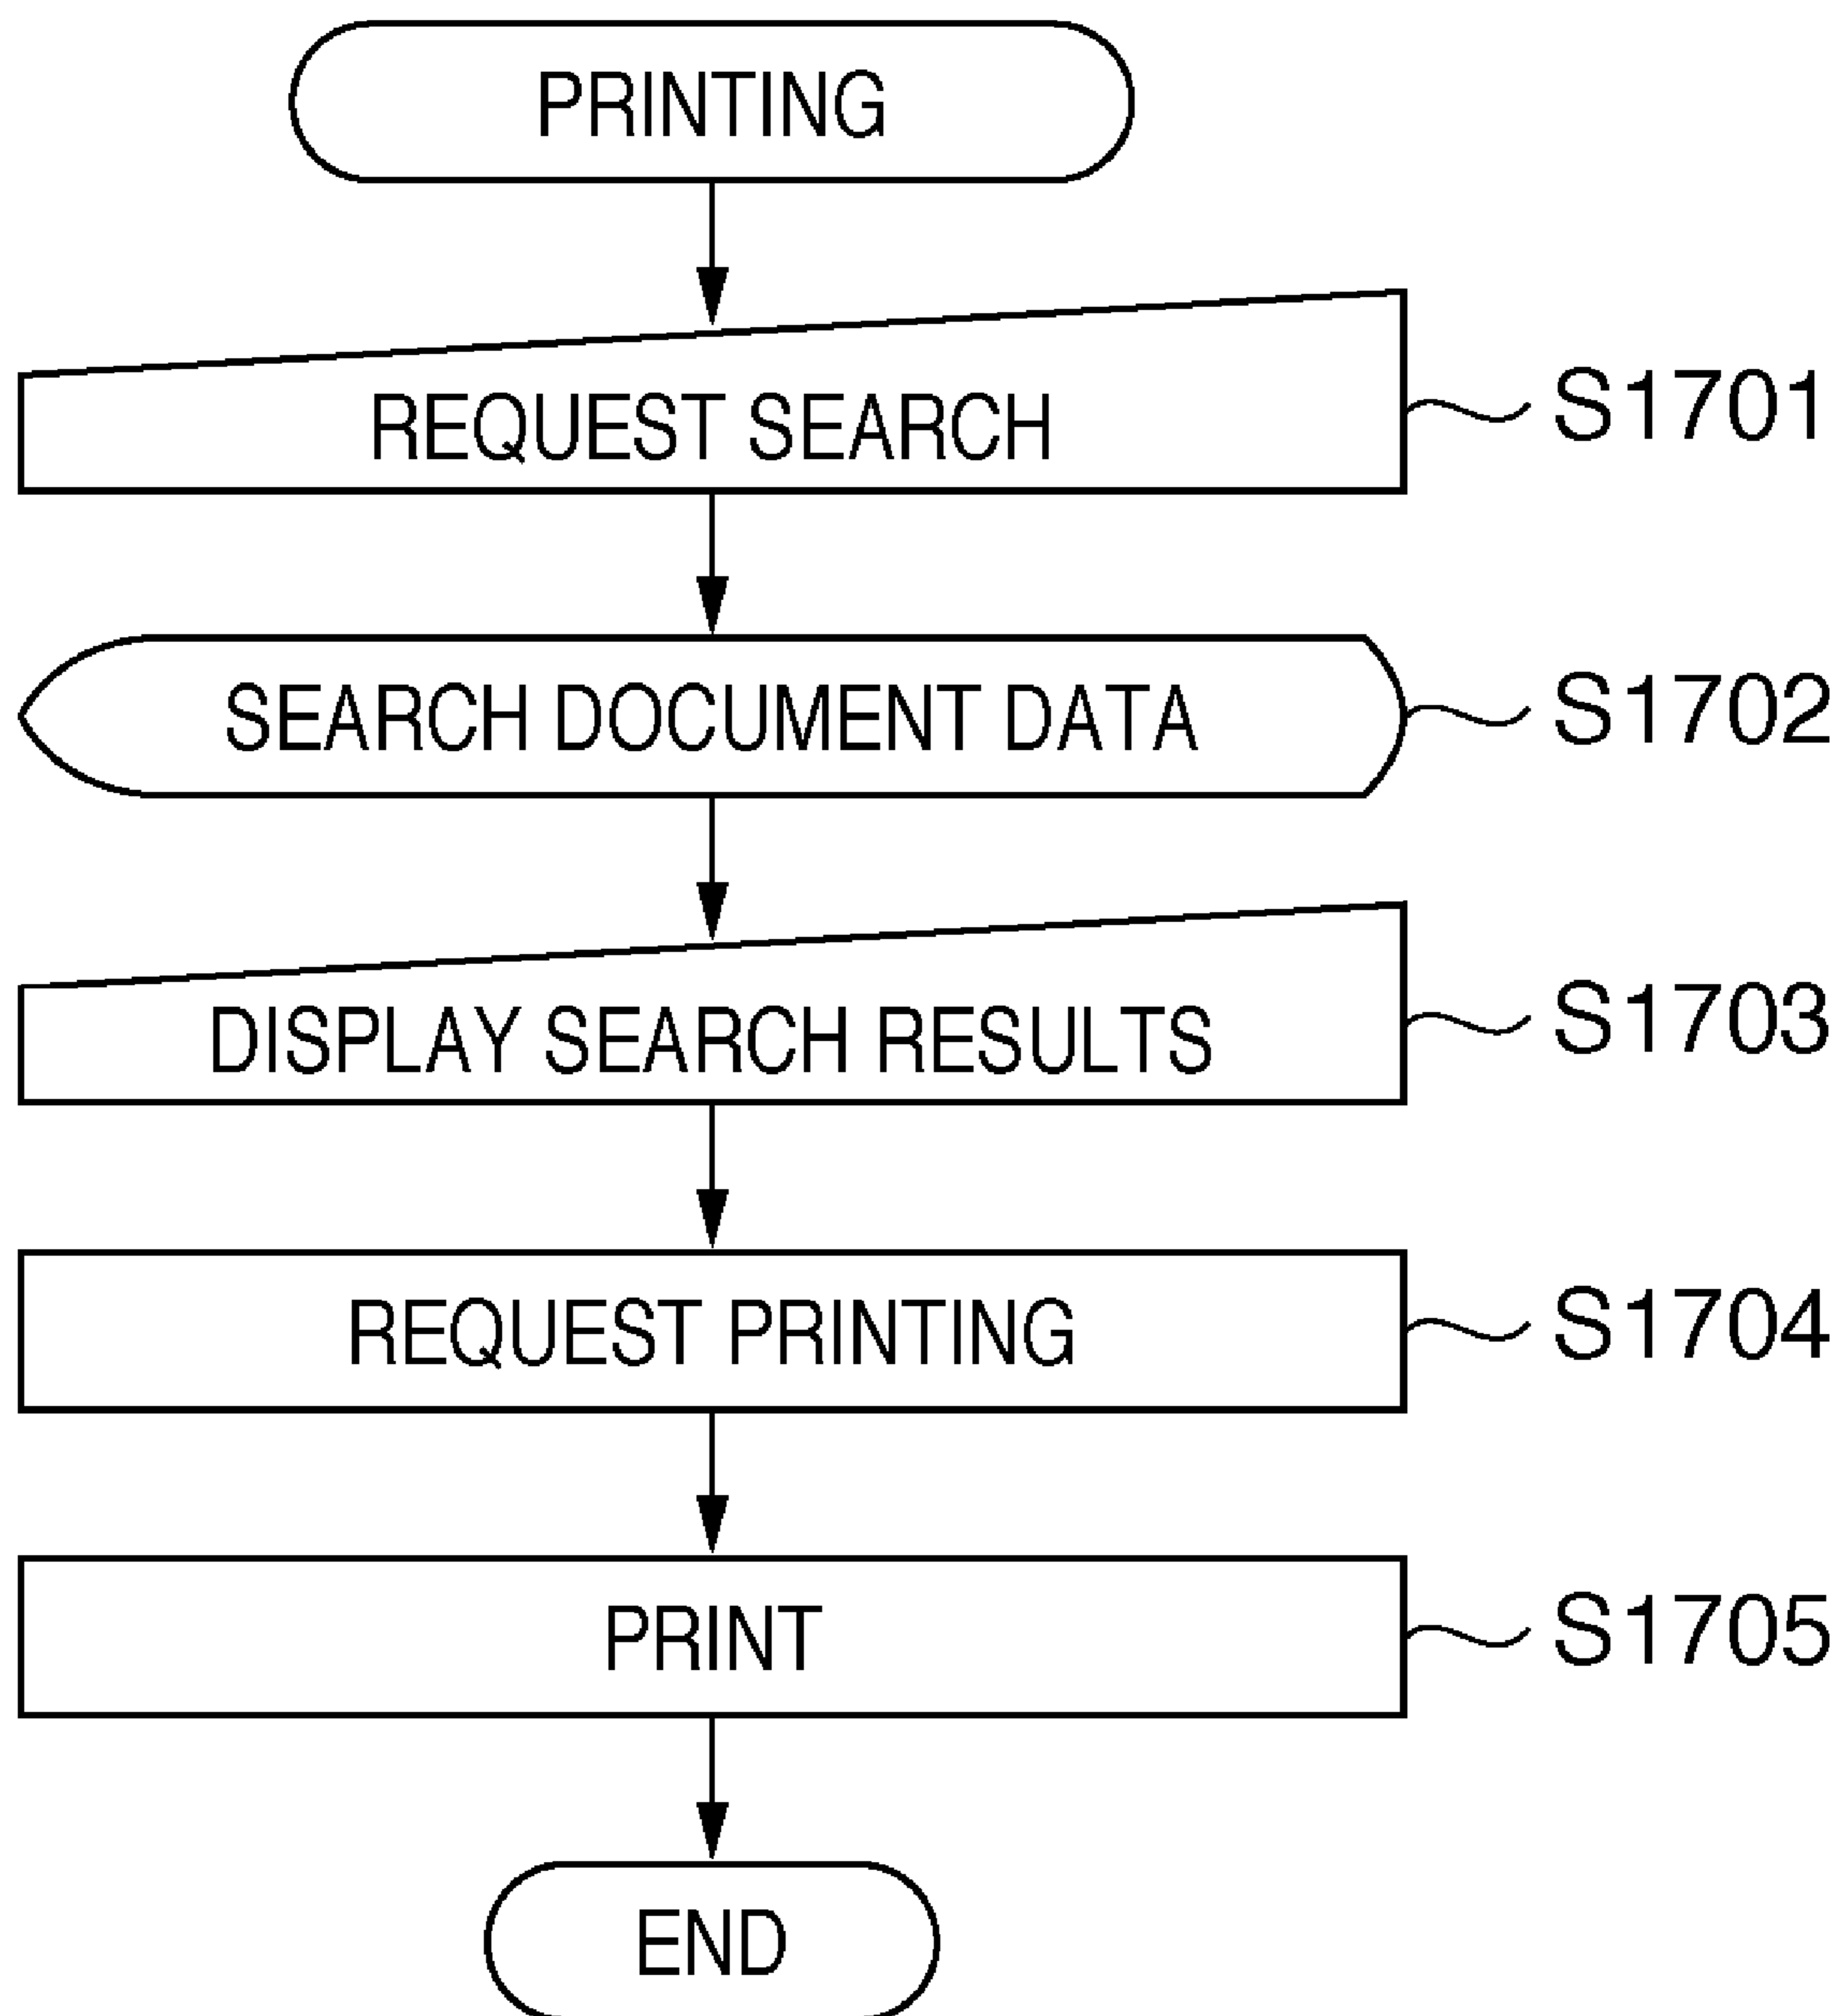 PRINTING
REQUEST SEARCH S1701
SEARCH DOCUMENT DATA S1702
DISPLAY SEARCH RESULTS S1703
REQUEST PRINTING S1704
PRINT S1705
END